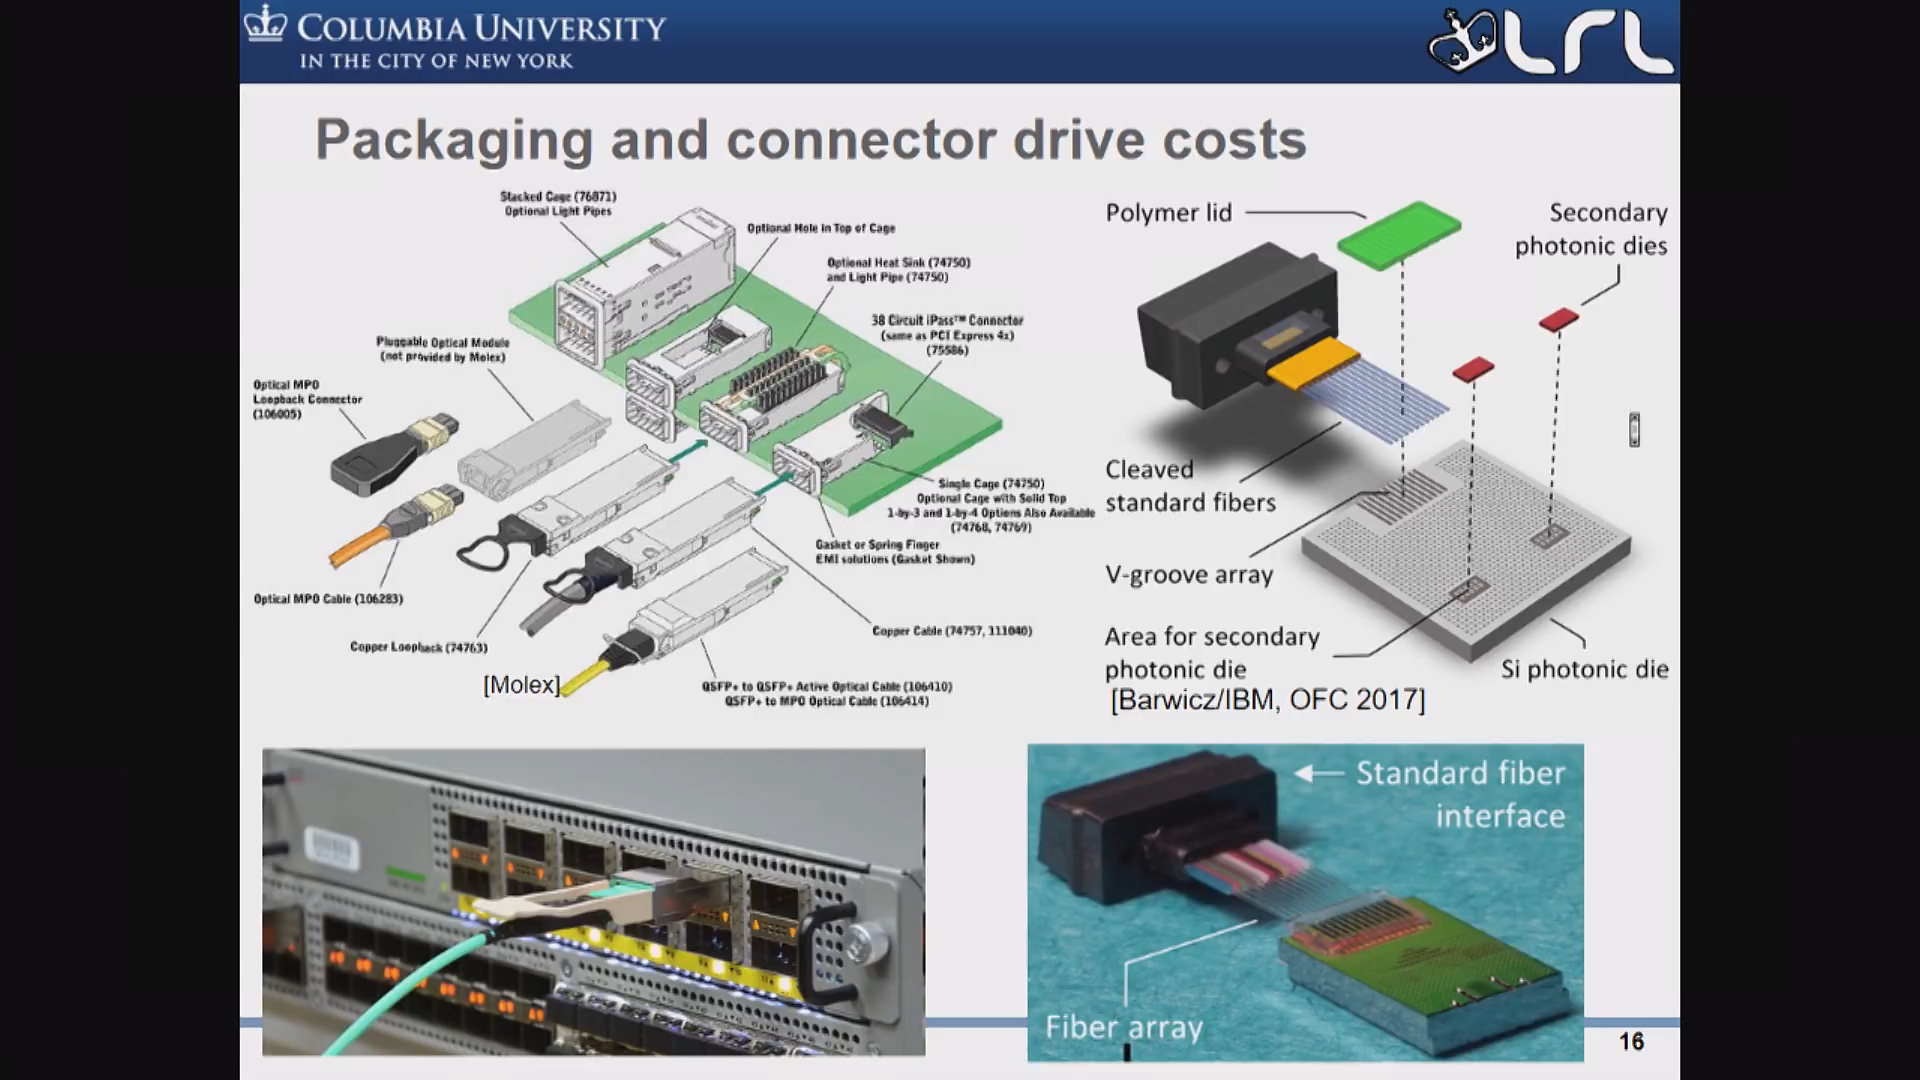 COLUMBIA UNIVERSITY
IN THE CITY OF NEW YORK
LRL
Packaging and connector drive costs
Stacked Cage (76871)
Optional Light Pipes
Optional Hole in Top of Cage
Optional Heat Sink (74750)
and Light Pipe (74750)
38 Circuit iPass™ Connector
(same as PCI Express 4x)
(75586)
Pluggable Optical Module
(not provided by Molex)
Optical MPO
Loopback Connector
(106005)
Single Cage (74750)
Optional Cage with Solid Top
1-by-3 and 1-by-4 Options Also Available
(74768, 74769)
Gasket or Spring Finger
EMI solutions (Gasket Shown)
Optical MPO Cable (106283)
Copper Loopback (74763)
Copper Cable (74757, 111040)
[Molex]
QSFP+ to QSFP+ Active Optical Cable (106410)
QSFP+ to MPO Optical Cable (106414)
Polymer lid
Secondary
photonic dies
Cleaved
standard fibers
V-groove array
Area for secondary
photonic die
Si photonic die
[Barwicz/IBM, OFC 2017]
Standard fiber
interface
Fiber array
16